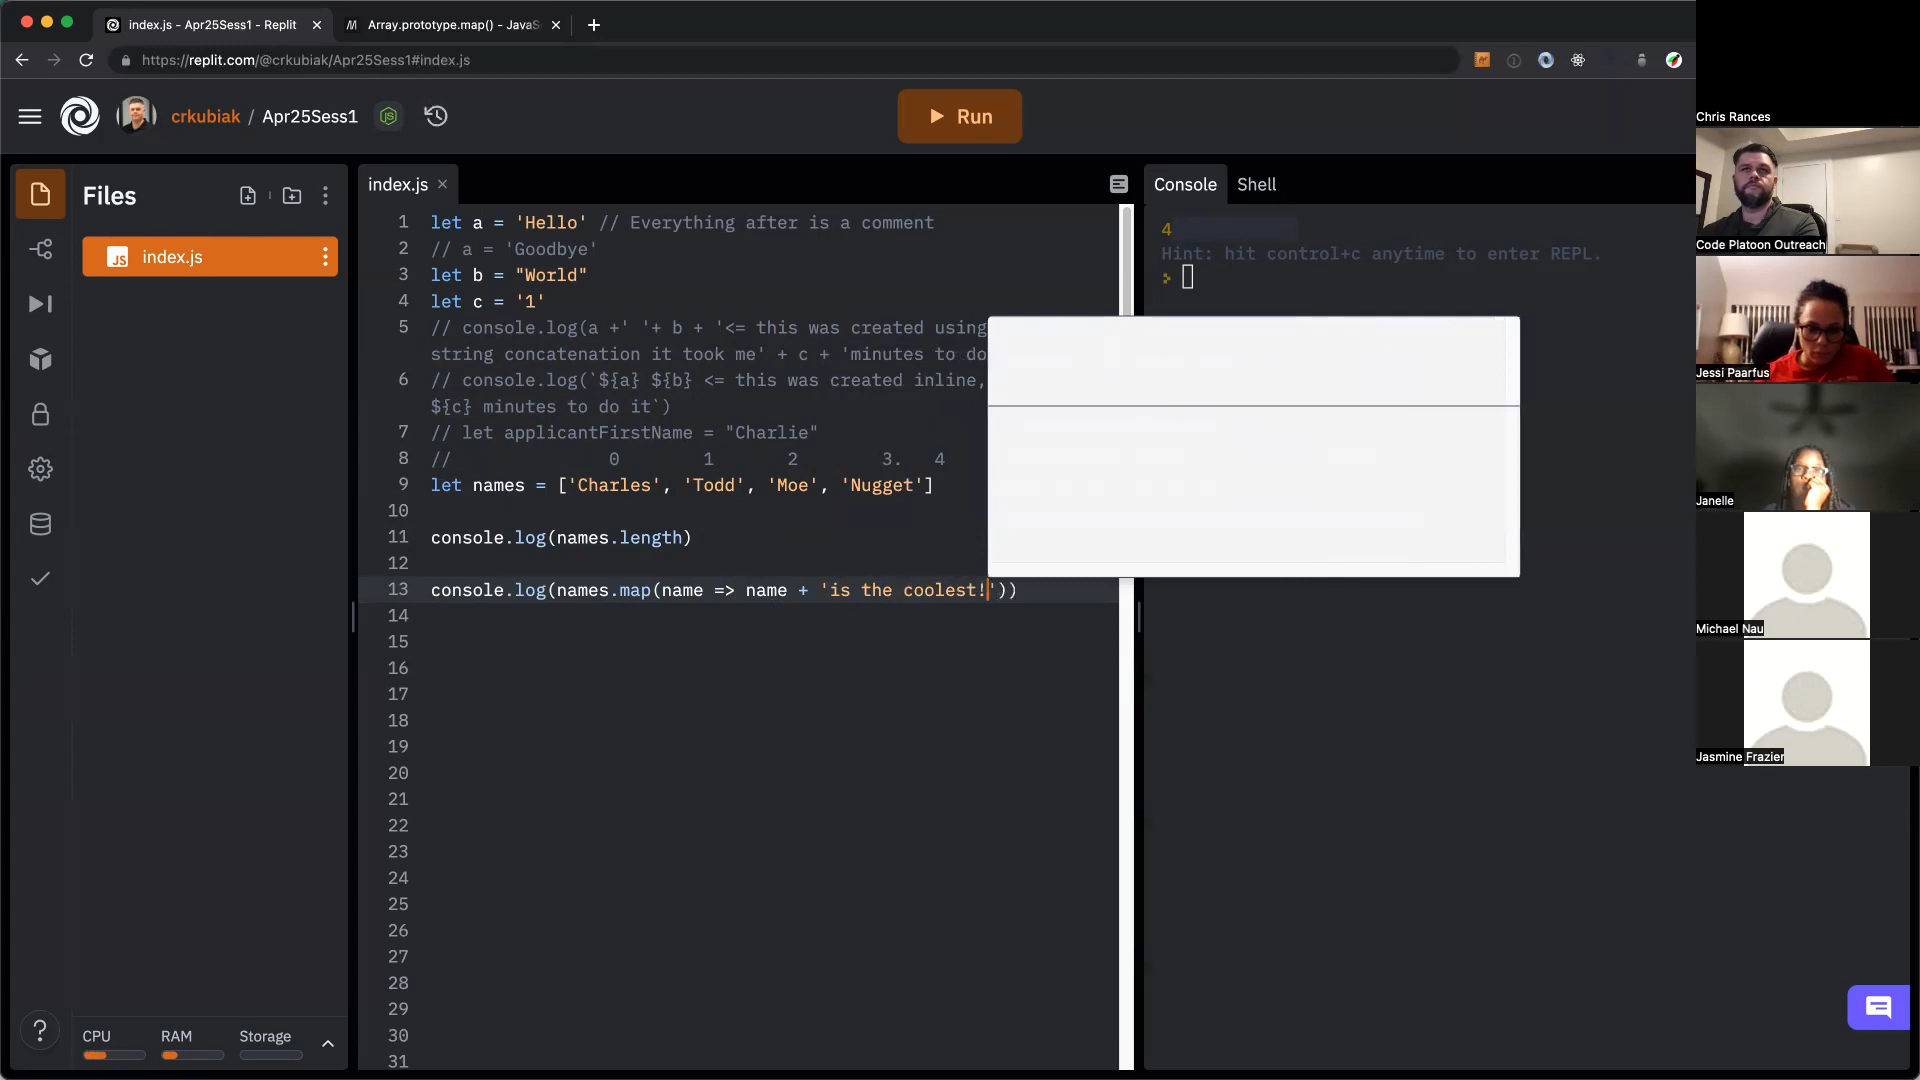 index.js - Apr25Sess1 - Replit
Array.prototype.map() - JavaS
https://replit.com/@crkubiak/Apr25Sess1#index.js
crkubiak / Apr25Sess1
Run
Files
JS index.js
CPU
RAM
Storage
?
index.js
1 let a = 'Hello' // Everything after is a comment
2 // a = 'Goodbye'
3 let b = "World"
4 let c = '1'
5 // console.log(a +' '+ b + '<= this was created using
string concatenation it took me' + c + 'minutes to do
6 // console.log(`${a} ${b} <= this was created inline,
${c} minutes to do it`)
7 // let applicantFirstName = "Charlie"
8 // 0 1 2 3. 4
9 let names = ['Charles', 'Todd', 'Moe', 'Nugget']
10
11 console.log(names.length)
12
13 console.log(names.map(name => name + 'is the coolest!'))
14
15
16
17
18
19
20
21
22
23
24
25
26
27
28
29
30
31
Console
Shell
4
Hint: hit control+c anytime to enter REPL.
Chris Rances
Code Platoon Outreach
Jessi Paarfus
Janelle
Michael Nau
Jasmine Frazier